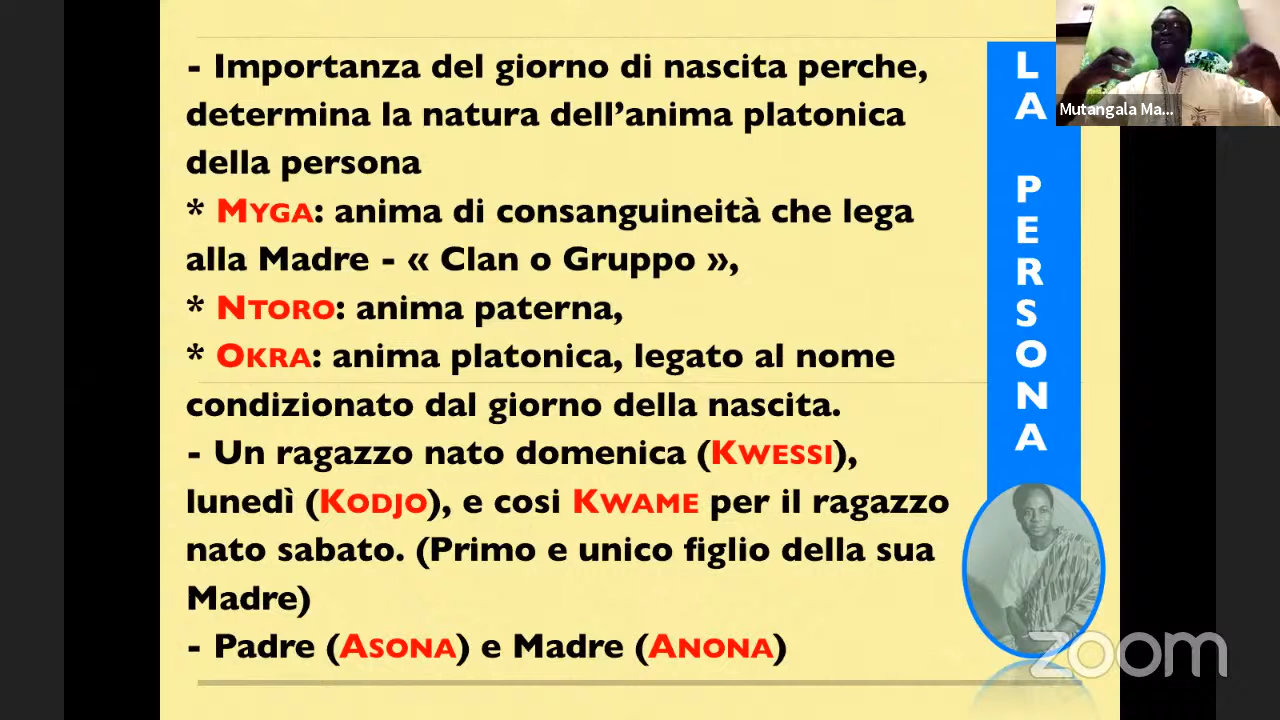 - Importanza del giorno di nascita perche,
determina la natura dell’anima platonica
della persona
* MYGA: anima di consanguineità che lega
alla Madre - « Clan o Gruppo »,
* NTORO: anima paterna,
* OKRA: anima platonica, legato al nome
condizionato dal giorno della nascita.
- Un ragazzo nato domenica (KWESSI),
lunedì (KODJO), e cosi KWAME per il ragazzo
nato sabato. (Primo e unico figlio della sua
Madre)
- Padre (ASONA) e Madre (ANONA)
LA PERSONA
Mutangala Ma...
zoom